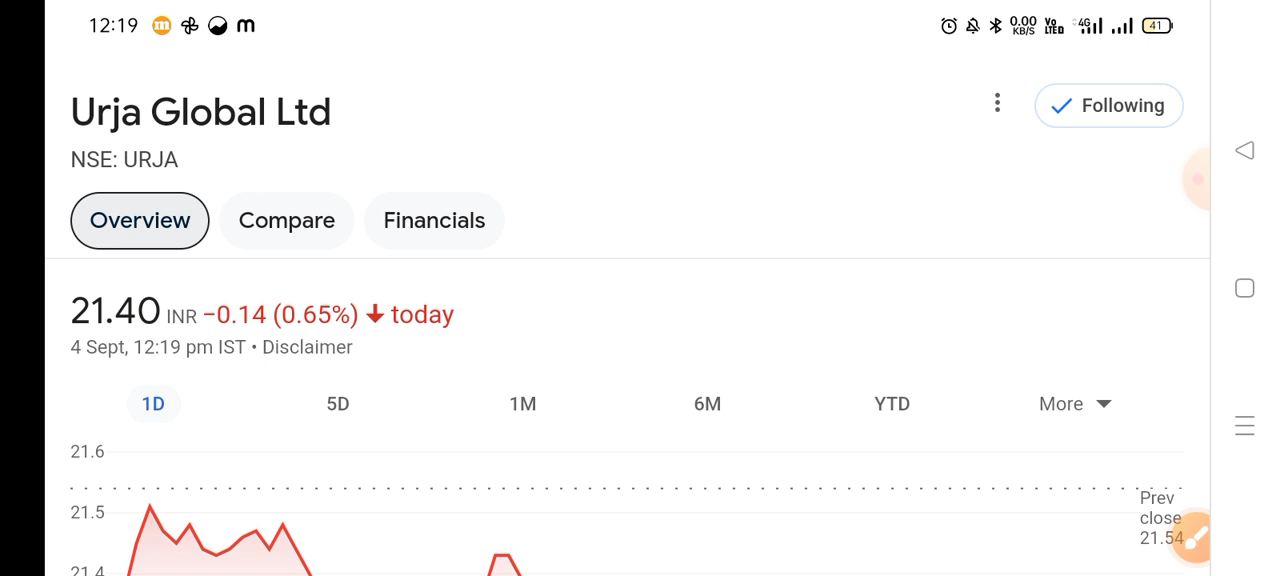 12:19 m m 0.00 KB/S Vo LTED 4G 41
Urja Global Ltd
Following
NSE: URJA
Overview Compare Financials
21.40 INR −0.14 (0.65%) today
4 Sept, 12:19 pm IST • Disclaimer
1D 5D 1M 6M YTD More
21.6
Prev
close
21.54
21.5
21.4